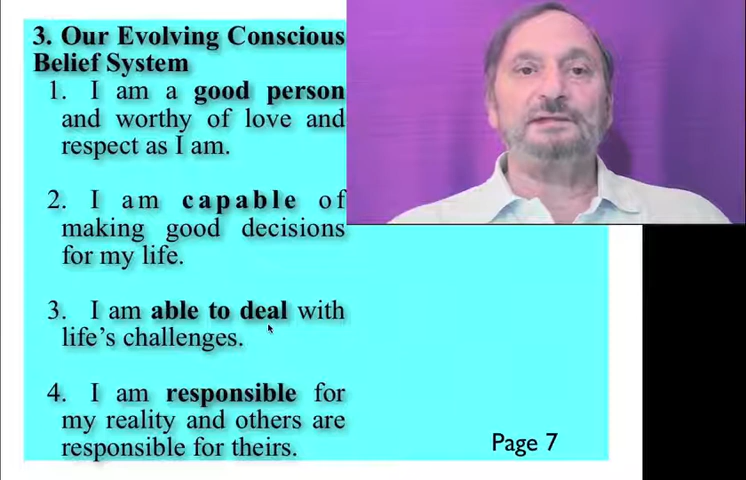 3. Our Evolving Conscious
Belief System
1. I am a good person
and worthy of love and
respect as I am.
2. I am capable of
making good decisions
for my life.
3. I am able to deal with
life’s challenges.
4. I am responsible for
my reality and others are
responsible for theirs.
Page 7